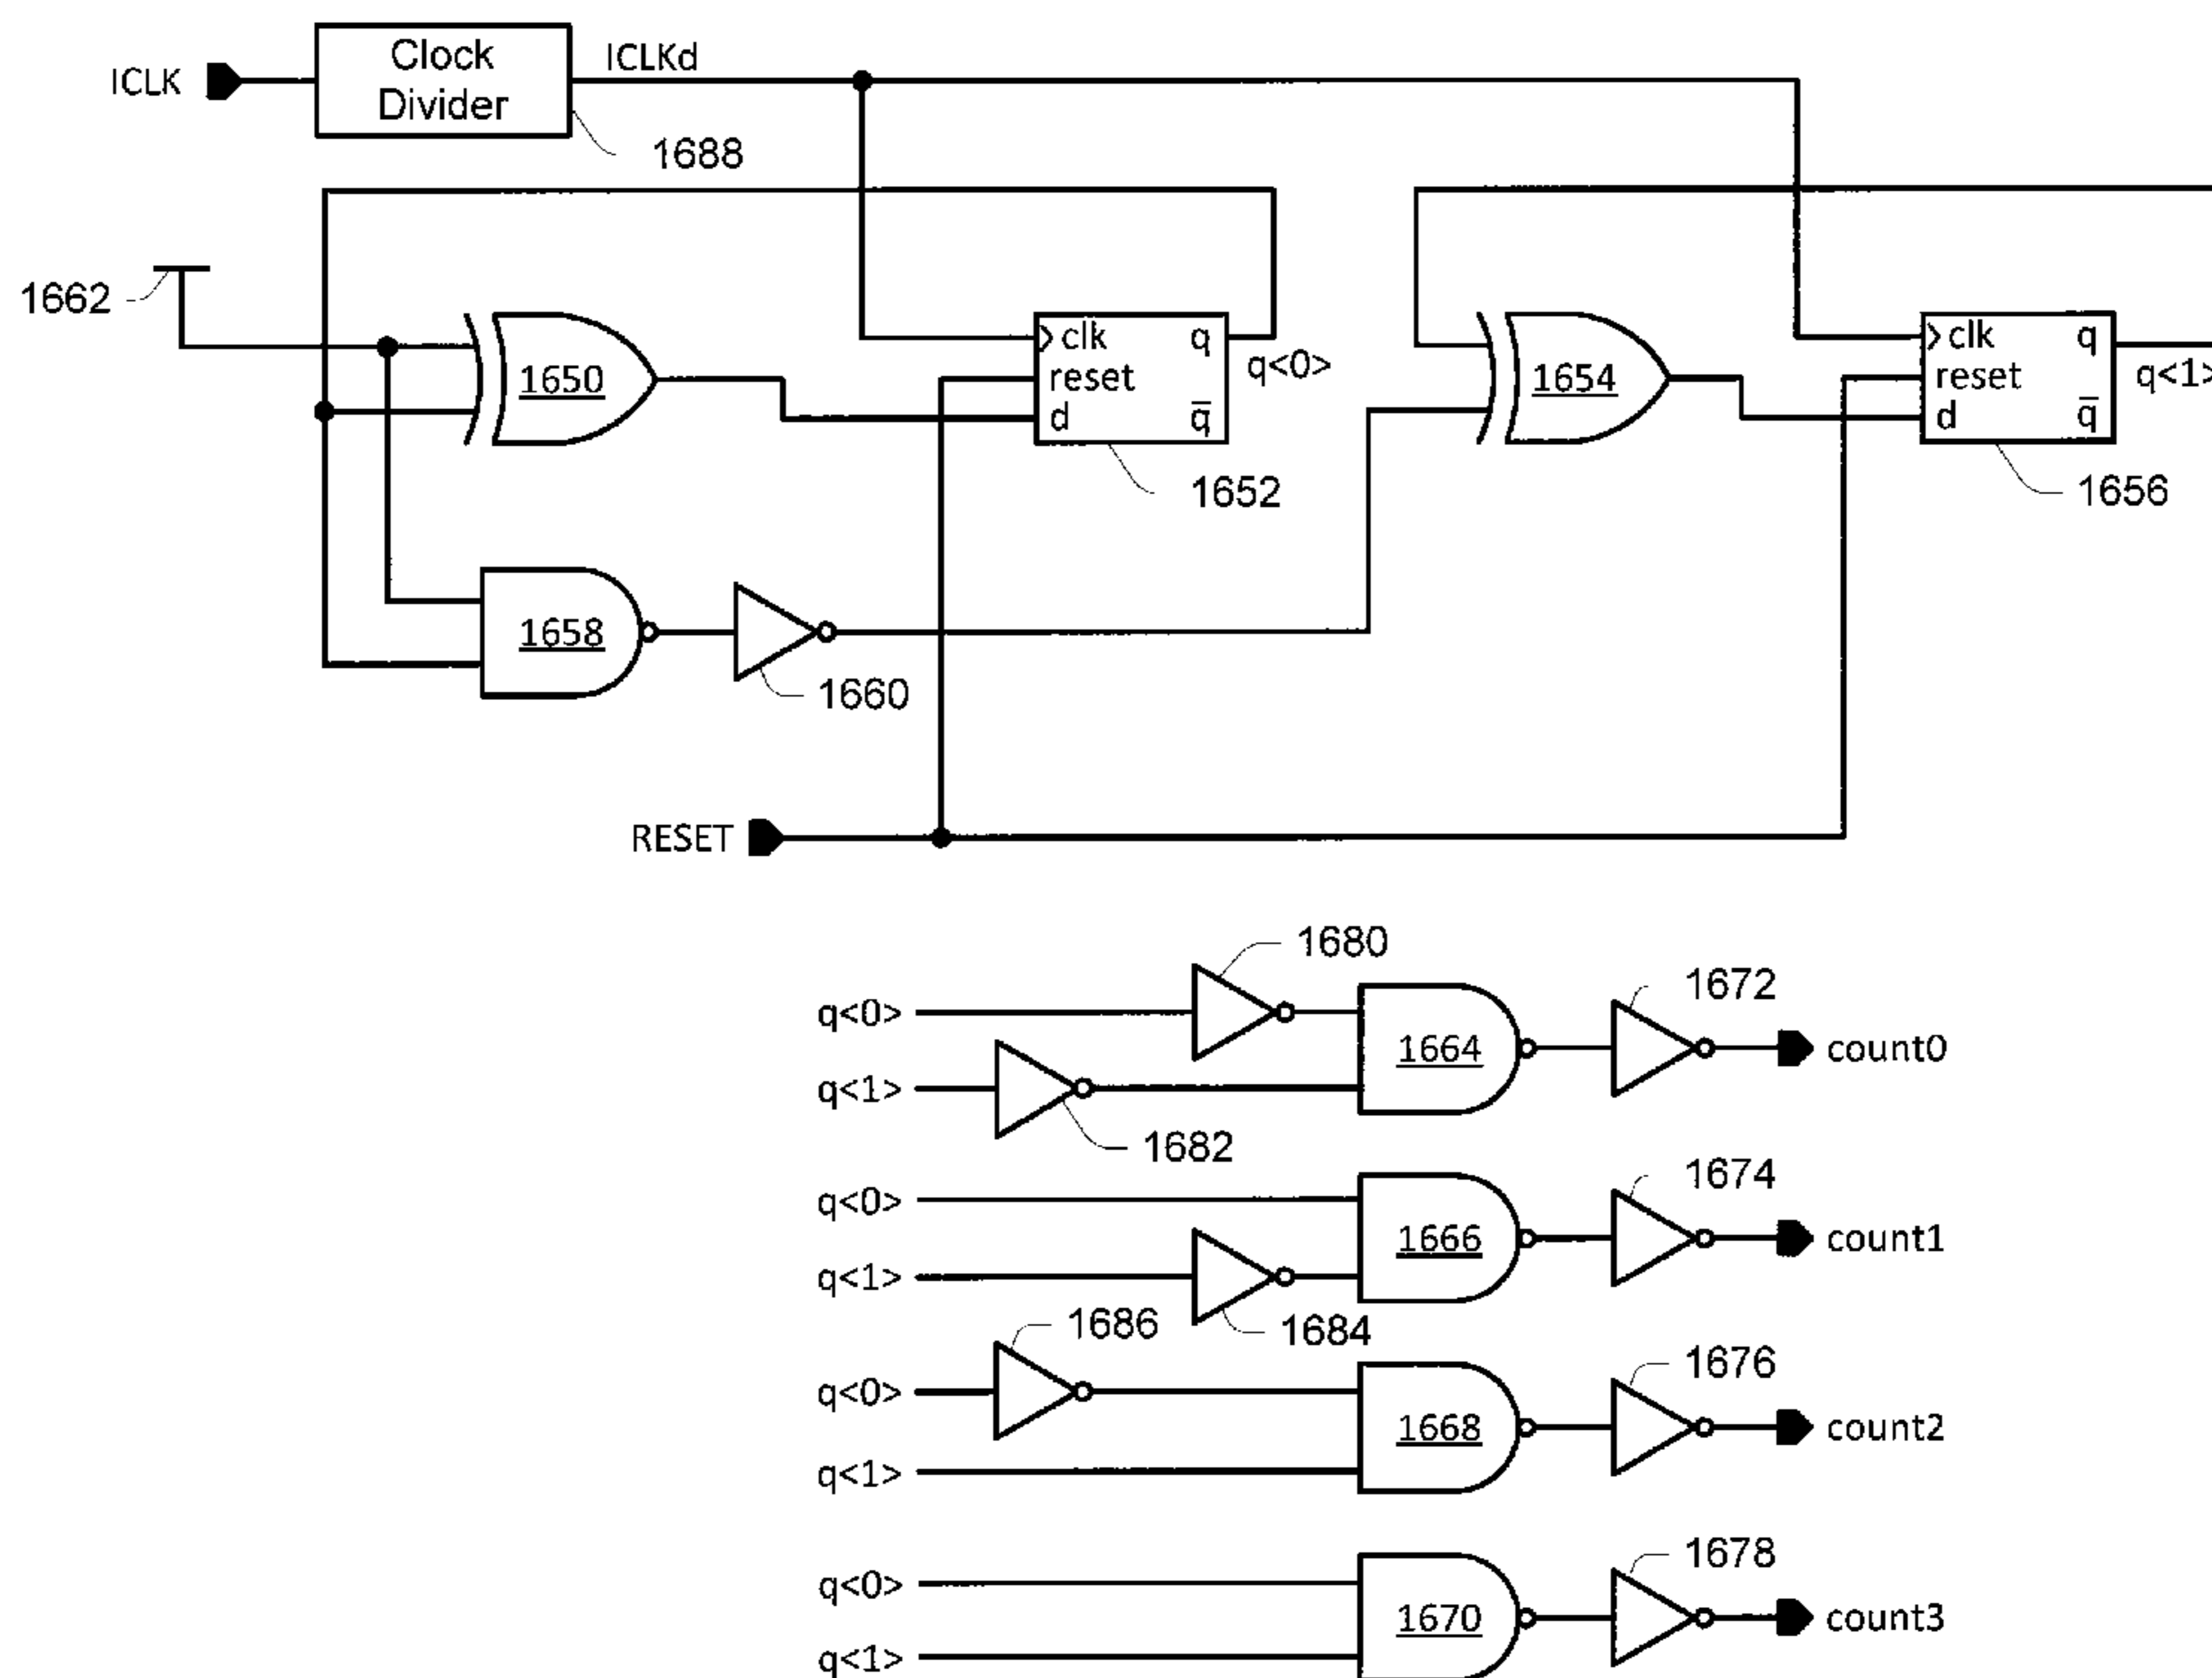 ICLK
Clock
Divider
ICLKd
1688
1662
1650
clk
q
reset
d
q̅
q<0>
1652
1654
clk
q
reset
d
q̅
q<1>
1656
1658
1660
RESET
1680
q<0>
1664
1672
count0
q<1>
1682
q<0>
1666
1674
count1
q<1>
1684
1686
q<0>
1668
1676
count2
q<1>
q<0>
1670
1678
count3
q<1>